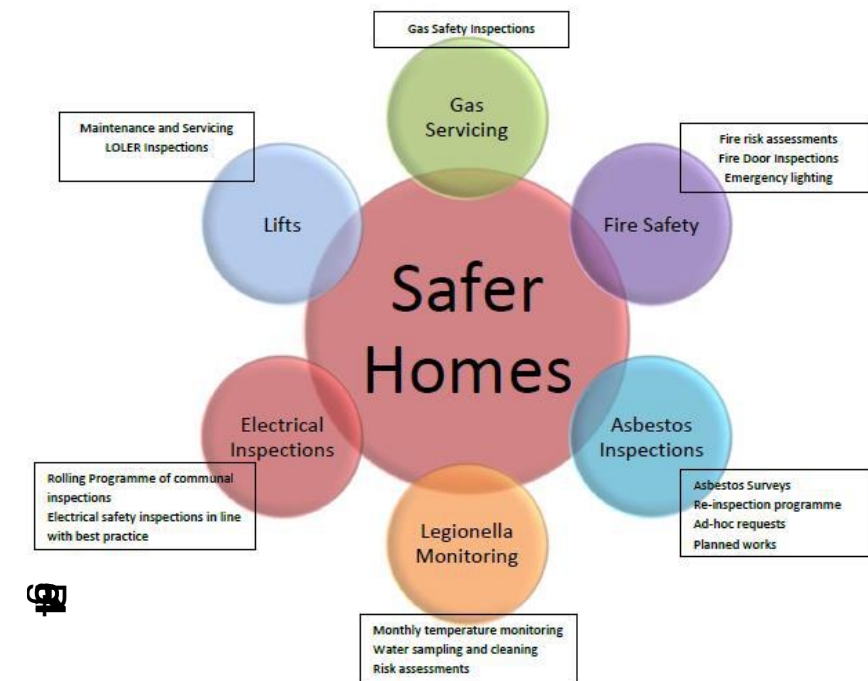 Gas Safety Inspections
Gas
Servicing
Maintenance and Servicing
LOLER Inspections
Lifts
Fire risk assessments
Fire Door Inspections
Emergency lighting
Fire Safety
Safer
Homes
Electrical
Inspections
Rolling Programme of communal
inspections
Electrical safety inspections in line
with best practice
Asbestos
Inspections
Asbestos Surveys
Re-inspection programme
Ad-hoc requests
Planned works
Legionella
Monitoring
Monthly temperature monitoring
Water sampling and cleaning
Risk assessments